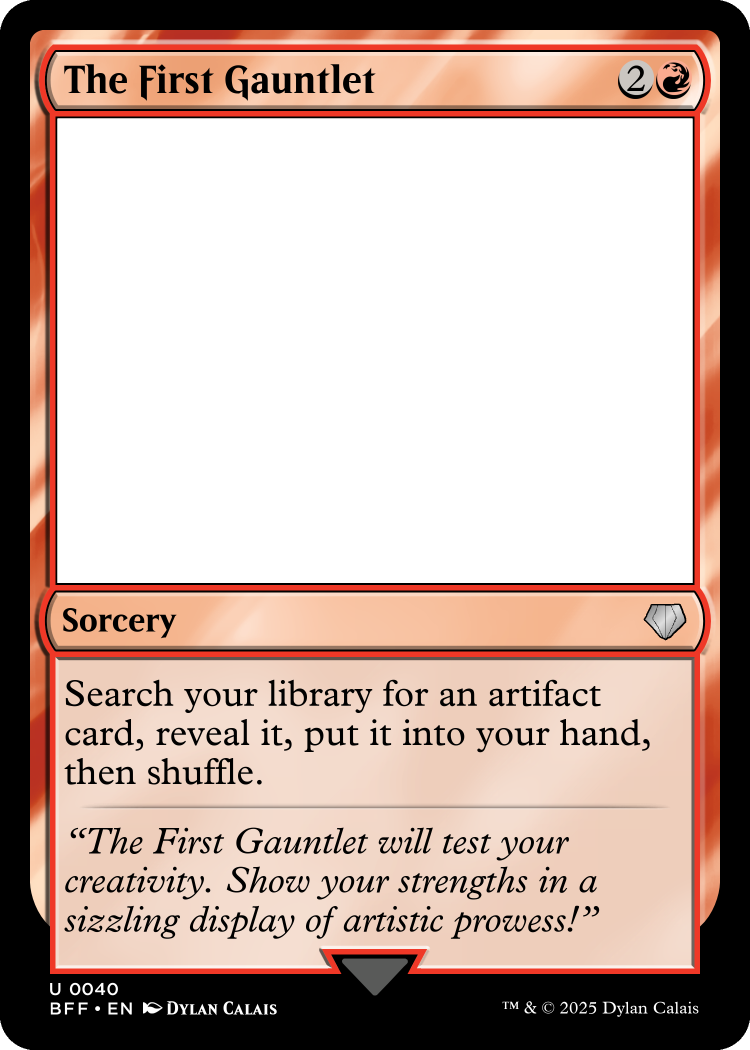 The First Gauntlet 2
Sorcery
Search your library for an artifact
card, reveal it, put it into your hand,
then shuffle.
“The First Gauntlet will test your
creativity. Show your strengths in a
sizzling display of artistic prowess!”
U 0040
BFF • EN Dylan Calais
™ & © 2025 Dylan Calais